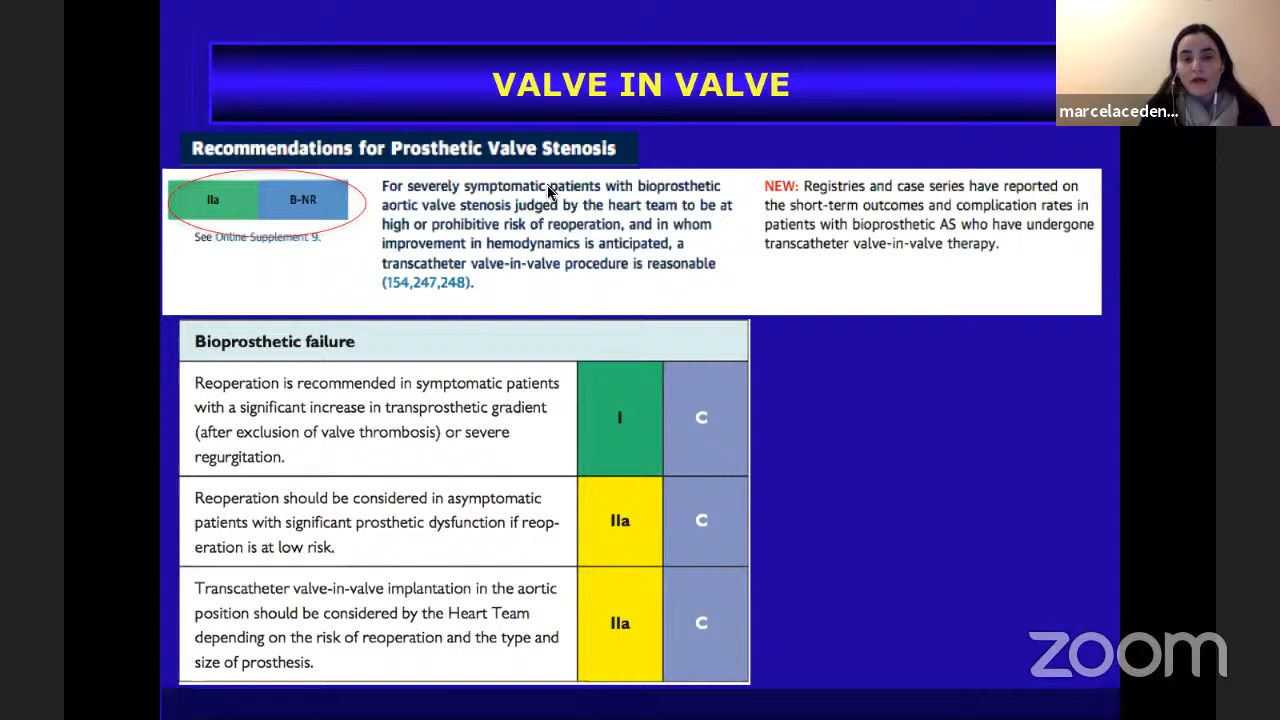 VALVE IN VALVE
marcelaceden...
Recommendations for Prosthetic Valve Stenosis
IIa
B-NR
See Online Supplement 9.
For severely symptomatic patients with bioprosthetic
aortic valve stenosis judged by the heart team to be at
high or prohibitive risk of reoperation, and in whom
improvement in hemodynamics is anticipated, a
transcatheter valve-in-valve procedure is reasonable
(154,247,248).
NEW: Registries and case series have reported on
the short-term outcomes and complication rates in
patients with bioprosthetic AS who have undergone
transcatheter valve-in-valve therapy.
Bioprosthetic failure
Reoperation is recommended in symptomatic patients
with a significant increase in transprosthetic gradient
(after exclusion of valve thrombosis) or severe
regurgitation.
I
C
Reoperation should be considered in asymptomatic
patients with significant prosthetic dysfunction if reop-
eration is at low risk.
IIa
C
Transcatheter valve-in-valve implantation in the aortic
position should be considered by the Heart Team
depending on the risk of reoperation and the type and
size of prosthesis.
IIa
C
zoom